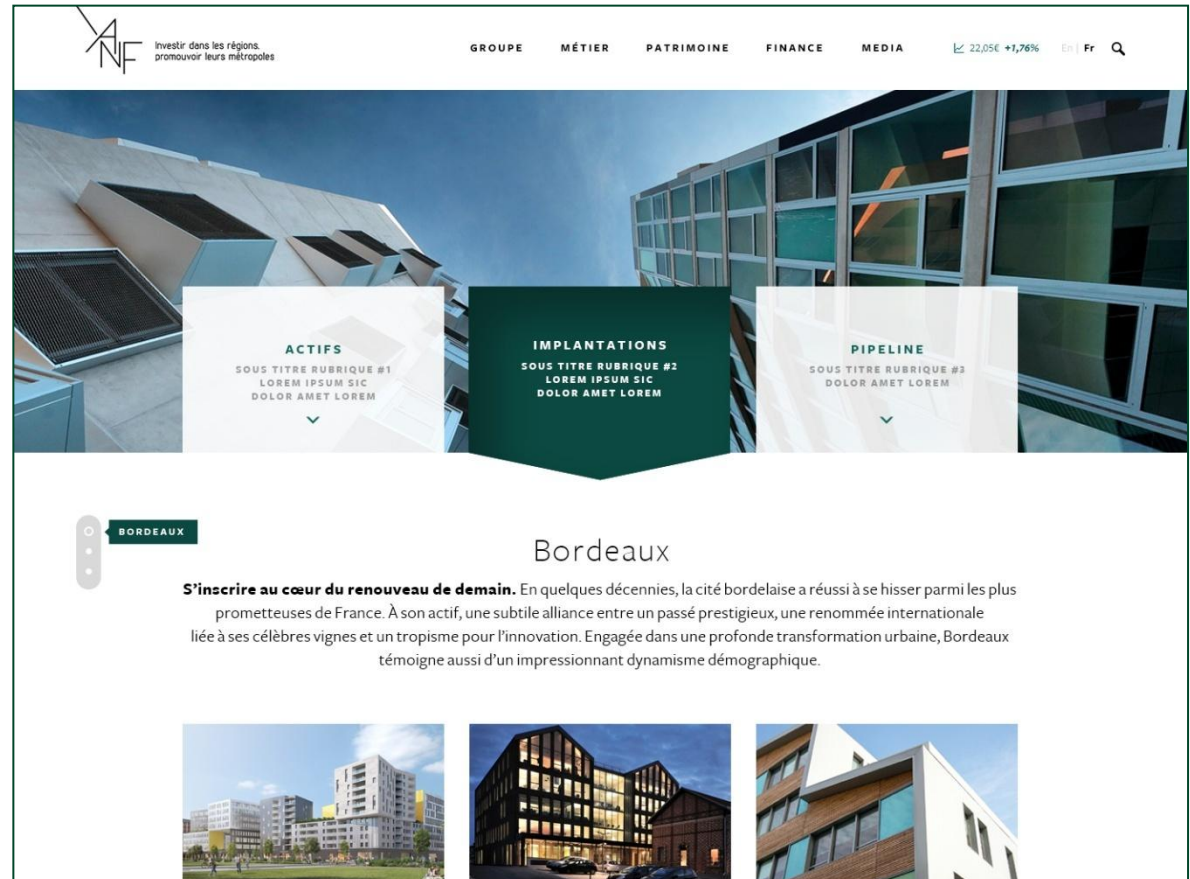 ANF
Investir dans les régions.
promouvoir leurs métropoles
GROUPE MÉTIER PATRIMOINE FINANCE MEDIA 22,05€ +1,76% En | Fr
ACTIFS
SOUS TITRE RUBRIQUE #1
LOREM IPSUM SIC
DOLOR AMET LOREM
IMPLANTATIONS
SOUS TITRE RUBRIQUE #2
LOREM IPSUM SIC
DOLOR AMET LOREM
PIPELINE
SOUS TITRE RUBRIQUE #3
DOLOR AMET LOREM
BORDEAUX
Bordeaux
S’inscrire au cœur du renouveau de demain. En quelques décennies, la cité bordelaise a réussi à se hisser parmi les plus
prometteuses de France. À son actif, une subtile alliance entre un passé prestigieux, une renommée internationale
liée à ses célèbres vignes et un tropisme pour l’innovation. Engagée dans une profonde transformation urbaine, Bordeaux
témoigne aussi d’un impressionnant dynamisme démographique.